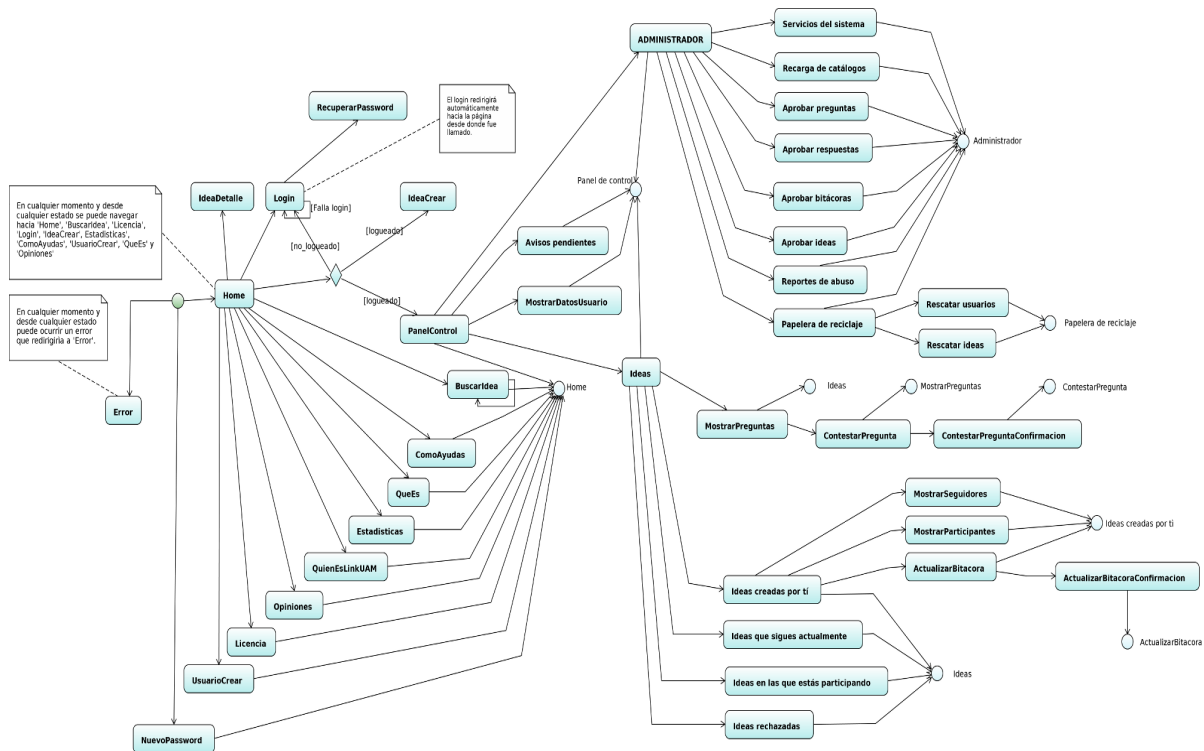 Servicios del sistema
ADMINISTRADOR
Recarga de catálogos
Aprobar preguntas
Aprobar respuestas
Administrador
Aprobar bitácoras
Aprobar ideas
Reportes de abuso
Papelera de reciclaje
Rescatar usuarios
Rescatar ideas
Papelera de reciclaje
RecuperarPassword
El login redirigirá
automáticamente
hacia la página
desde donde fue
llamado.
En cualquier momento y desde
cualquier estado se puede navegar
hacia 'Home', 'BuscarIdea', 'Licencia,
'Login', 'IdeaCrear', Estadisticas',
'ComoAyudas', 'UsuarioCrear', 'QueEs' y
'Opiniones'
IdeaDetalle
Login
[Falla login]
IdeaCrear
[no_logueado]
[logueado]
Panel de control
Avisos pendientes
MostrarDatosUsuario
Home
[logueado]
PanelControl
En cualquier momento y
desde cualquier estado
puede ocurrir un error
que redirigiría a 'Error'.
Error
BuscarIdea
Home
Ideas
Ideas
MostrarPreguntas
ContestarPregunta
MostrarPreguntas
ContestarPregunta
ContestarPreguntaConfirmacion
ComoAyudas
QueEs
Estadisticas
QuienEsLinkUAM
Opiniones
Licencia
UsuarioCrear
NuevoPassword
MostrarSeguidores
MostrarParticipantes
Ideas creadas por ti
ActualizarBitacora
ActualizarBitacoraConfirmacion
Ideas creadas por tí
Ideas que sigues actualmente
ActualizarBitacora
Ideas en las que estás participando
Ideas
Ideas rechazadas